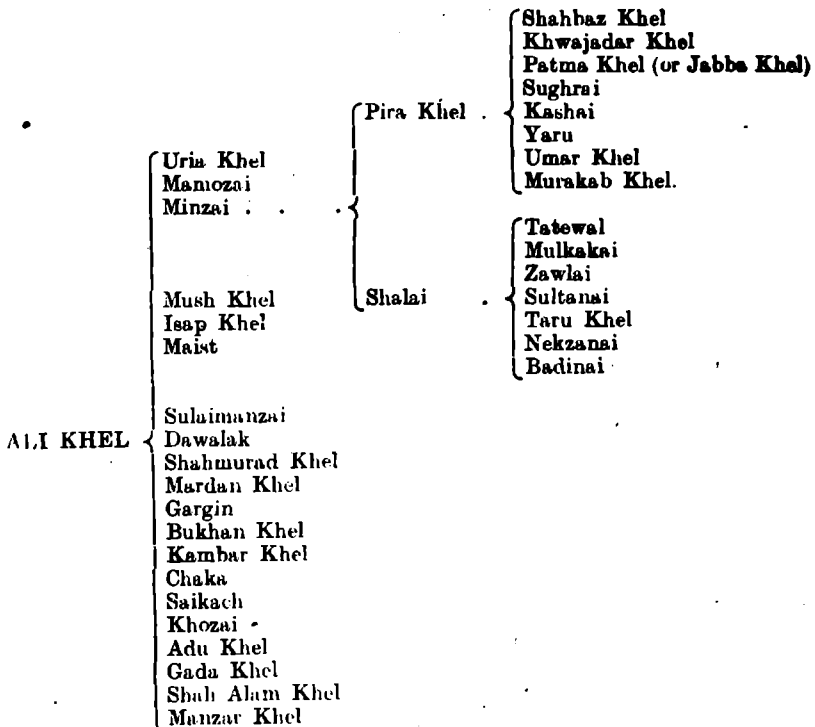 Shahbaz Khel
Khwajadar Khel
Patma Khel (or Jabba Khel)
Sughrai
Pira Khel . Kashai
Yaru
Uria Khel Umar Khel
Mamozai Murakab Khel.
Minzai . . .
Tatewal
Mulkakai
Zawlai
Mush Khel Shalai . Sultanai
Isap Khel Taru Khel
Maist Nekzanai
Badinai
Sulaimanzai
ALI KHEL Dawalak
Shahmurad Khel
Mardan Khel
Gargin
Bukhan Khel
Kambar Khel
Chaka
Saikach
Khozai
Adu Khel
Gada Khel
Shah Alam Khel
Manzar Khel